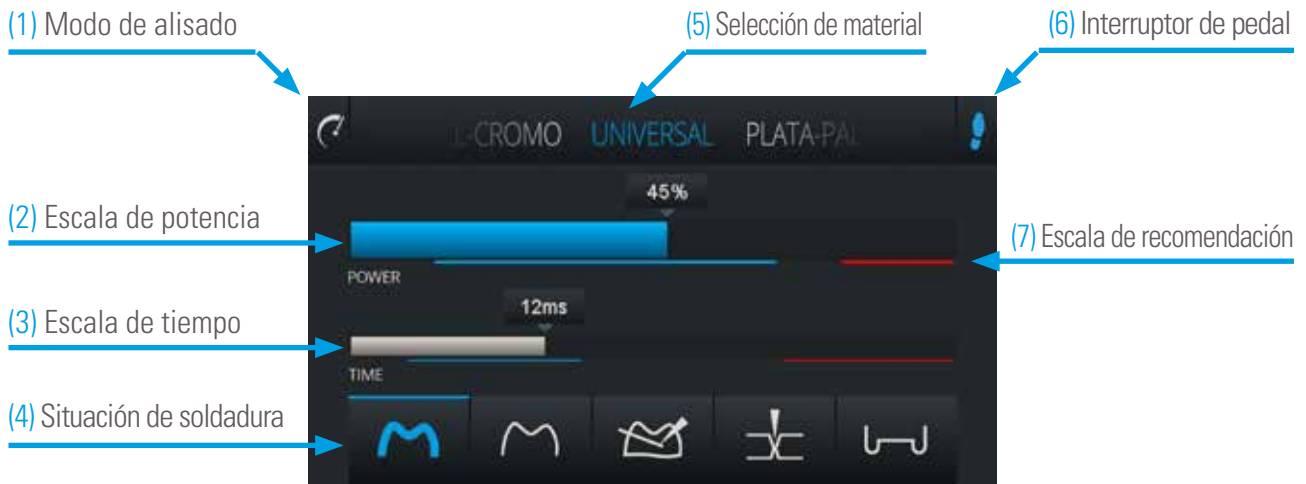 (1) Modo de alisado
(5) Selección de material
(6) Interruptor de pedal
L-CROMO UNIVERSAL PLATA-PAL
45%
(2) Escala de potencia
(7) Escala de recomendación
POWER
12ms
(3) Escala de tiempo
TIME
(4) Situación de soldadura